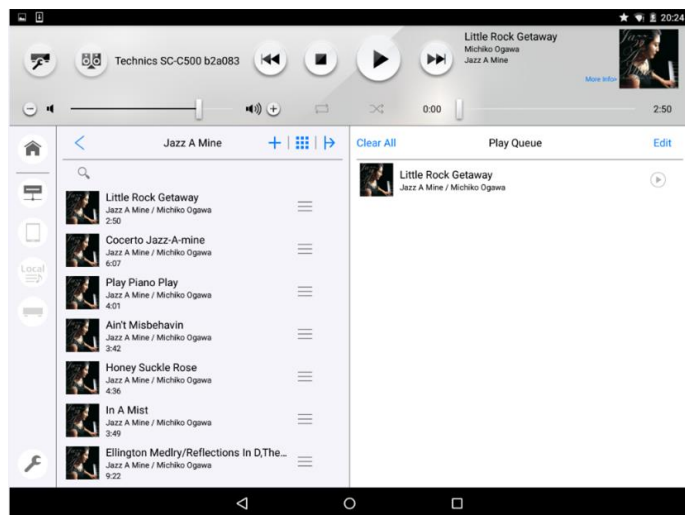 20:24
Technics SC-C500 b2a083
Little Rock Getaway
Michiko Ogawa
Jazz A Mine
More Info>
0:00
2:50
Local
Jazz A Mine
Little Rock Getaway
Jazz A Mine / Michiko Ogawa
2:50
Cocerto Jazz-A-mine
Jazz A Mine / Michiko Ogawa
6:07
Play Piano Play
Jazz A Mine / Michiko Ogawa
4:01
Ain't Misbehavin
Jazz A Mine / Michiko Ogawa
3:42
Honey Suckle Rose
Jazz A Mine / Michiko Ogawa
4:36
In A Mist
Jazz A Mine / Michiko Ogawa
3:49
Ellington Medlry/Reflections In D,The...
Jazz A Mine / Michiko Ogawa
9:22
Clear All Play Queue Edit
Little Rock Getaway
Jazz A Mine / Michiko Ogawa